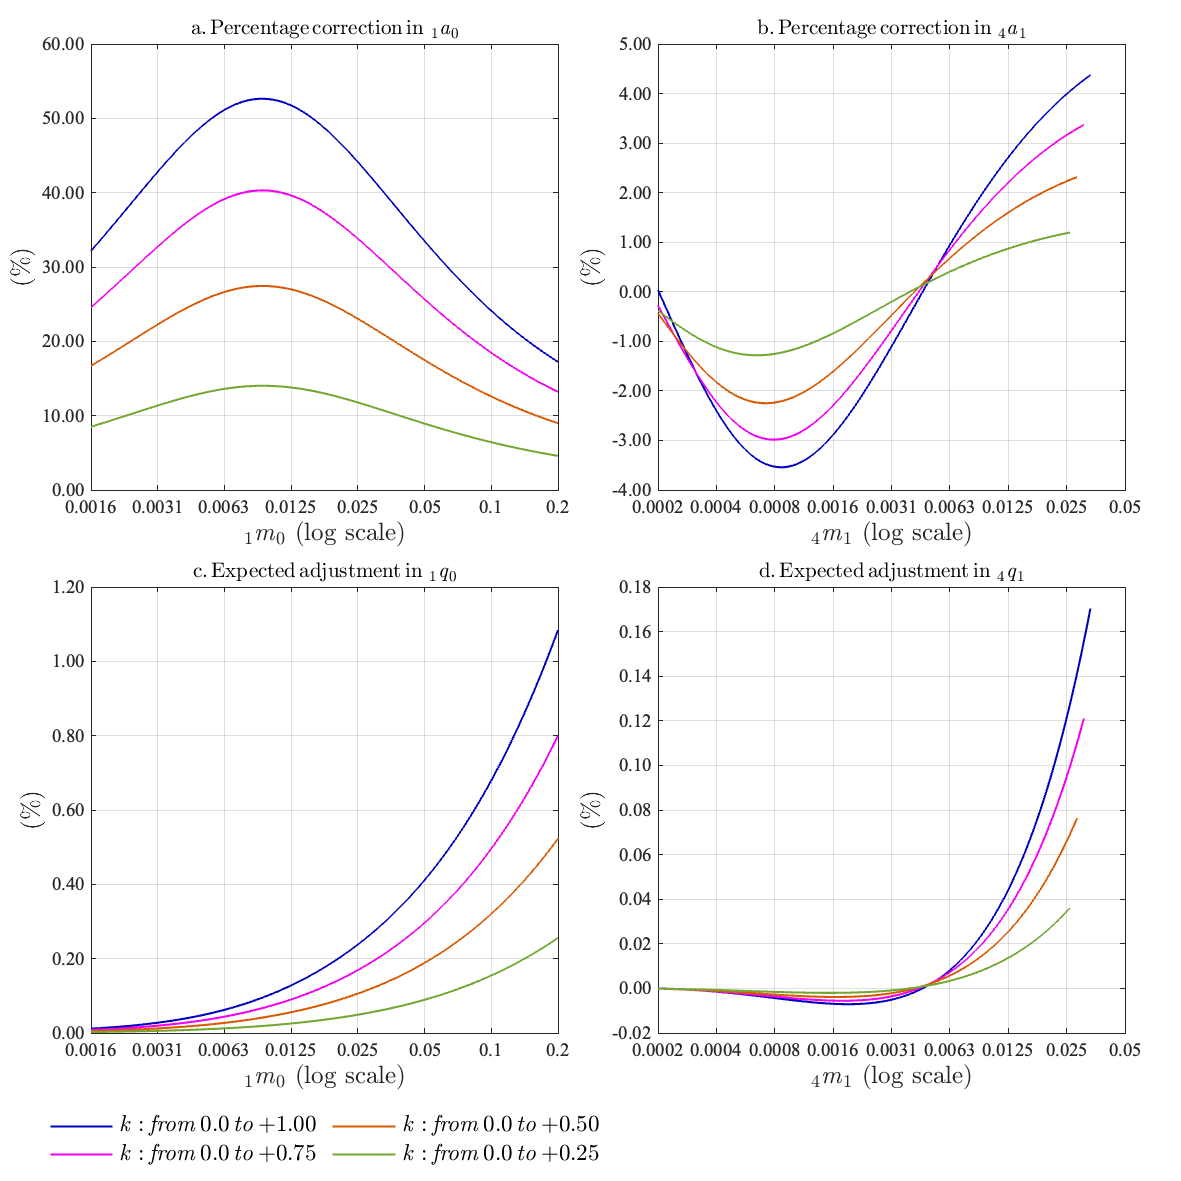 a. Percentage correction in ₁a₀
60.00
50.00
40.00
30.00
20.00
10.00
0.00
(%)
0.0016 0.0031 0.0063 0.0125 0.025 0.05 0.1 0.2
₁m₀ (log scale)
b. Percentage correction in ₄a₁
5.00
4.00
3.00
2.00
1.00
0.00
-1.00
-2.00
-3.00
-4.00
(%)
0.0002 0.0004 0.0008 0.0016 0.0031 0.0063 0.0125 0.025 0.05
₄m₁ (log scale)
c. Expected adjustment in ₁q₀
1.20
1.00
0.80
0.60
0.40
0.20
0.00
(%)
0.0016 0.0031 0.0063 0.0125 0.025 0.05 0.1 0.2
₁m₀ (log scale)
d. Expected adjustment in ₄q₁
0.18
0.16
0.14
0.12
0.10
0.08
0.06
0.04
0.02
0.00
-0.02
(%)
0.0002 0.0004 0.0008 0.0016 0.0031 0.0063 0.0125 0.025 0.05
₄m₁ (log scale)
k : from 0.0 to +1.00 k : from 0.0 to +0.50
k : from 0.0 to +0.75 k : from 0.0 to +0.25